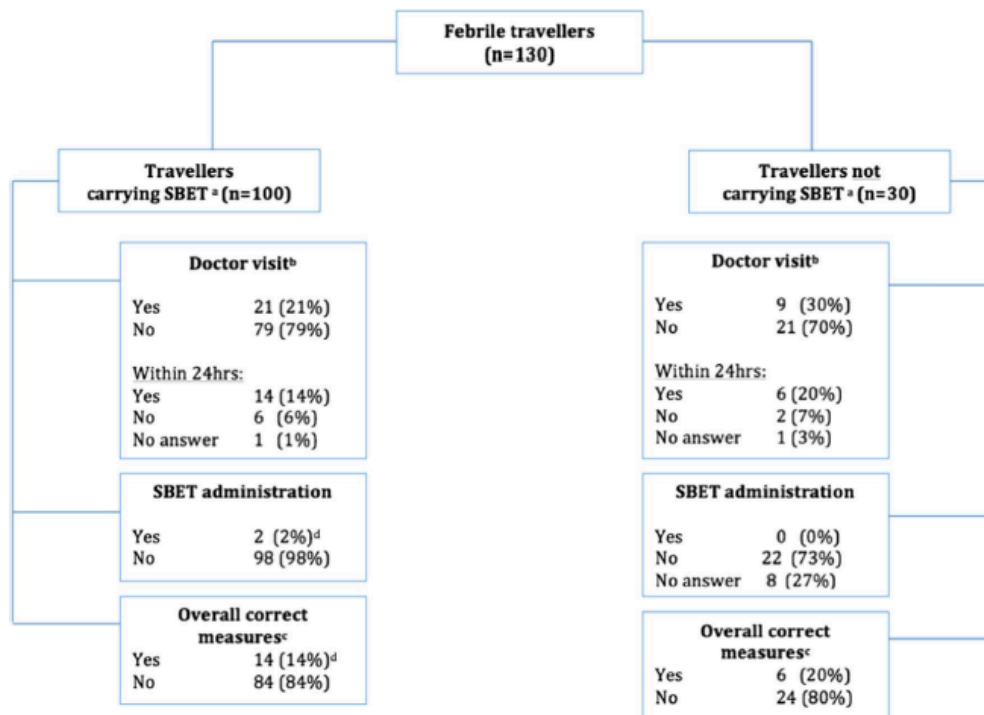 Febrile travellers
(n=130)
Travellers
carrying SBET ᵃ (n=100)
Doctor visitᵇ
Yes 21 (21%)
No 79 (79%)
Within 24hrs:
Yes 14 (14%)
No 6 (6%)
No answer 1 (1%)
SBET administration
Yes 2 (2%)ᵈ
No 98 (98%)
Overall correct
measuresᶜ
Yes 14 (14%)ᵈ
No 84 (84%)
Travellers not
carrying SBET ᵃ (n=30)
Doctor visitᵇ
Yes 9 (30%)
No 21 (70%)
Within 24hrs:
Yes 6 (20%)
No 2 (7%)
No answer 1 (3%)
SBET administration
Yes 0 (0%)
No 22 (73%)
No answer 8 (27%)
Overall correct
measuresᶜ
Yes 6 (20%)
No 24 (80%)